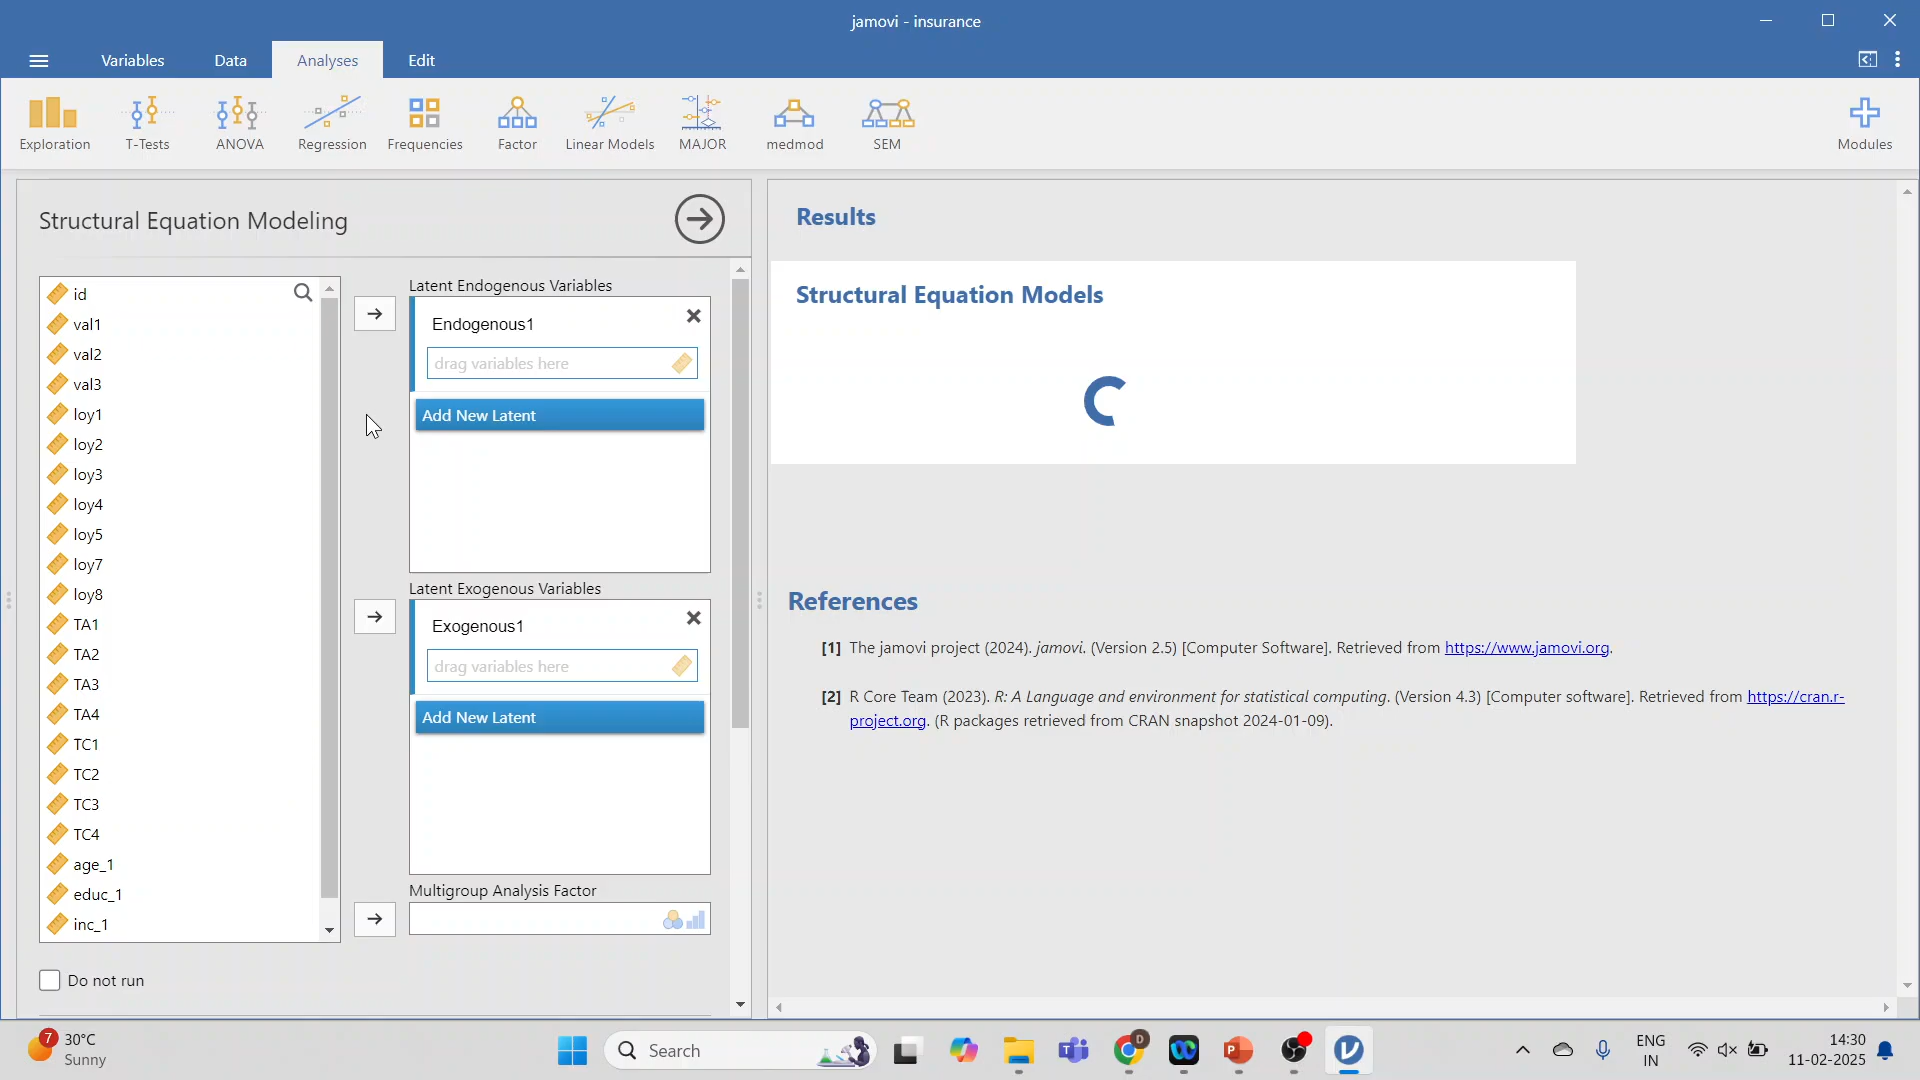 jamovi - insurance
Variables
Data
Analyses
Edit
Exploration
T-Tests
ANOVA
Regression
Frequencies
Factor
Linear Models
MAJOR
medmod
SEM
Modules
Structural Equation Modeling
id
val1
val2
val3
loy1
loy2
loy3
loy4
loy5
loy7
loy8
TA1
TA2
TA3
TA4
TC1
TC2
TC3
TC4
age_1
educ_1
inc_1
Latent Endogenous Variables
Endogenous1
drag variables here
Add New Latent
Latent Exogenous Variables
Exogenous1
drag variables here
Add New Latent
Multigroup Analysis Factor
Do not run
Results
Structural Equation Models
References
[1] The jamovi project (2024). jamovi. (Version 2.5) [Computer Software]. Retrieved from https://www.jamovi.org.
[2] R Core Team (2023). R: A Language and environment for statistical computing. (Version 4.3) [Computer software]. Retrieved from https://cran.r-
project.org. (R packages retrieved from CRAN snapshot 2024-01-09).
7
30°C
Sunny
Search
D
ENG
IN
14:30
11-02-2025